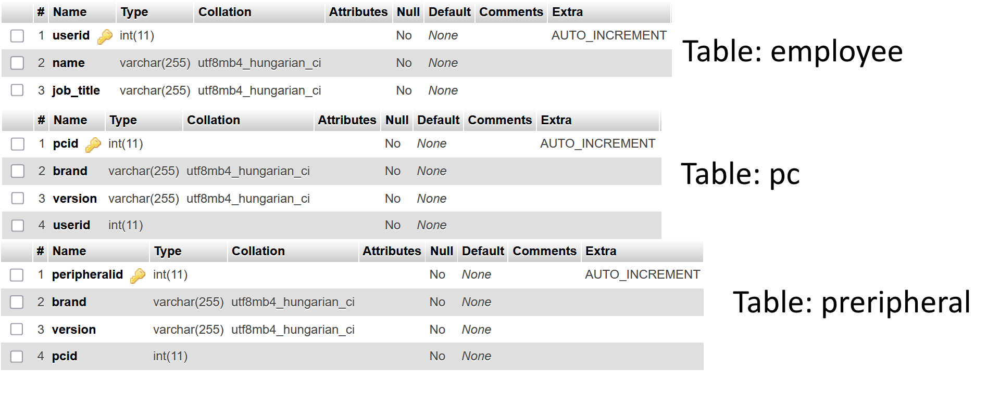 # Name Type Collation Attributes Null Default Comments Extra
1 userid int(11) No None AUTO_INCREMENT
2 name varchar(255) utf8mb4_hungarian_ci No None
3 job_title varchar(255) utf8mb4_hungarian_ci No None
Table: employee
# Name Type Collation Attributes Null Default Comments Extra
1 pcid int(11) No None AUTO_INCREMENT
2 brand varchar(255) utf8mb4_hungarian_ci No None
3 version varchar(255) utf8mb4_hungarian_ci No None
4 userid int(11) No None
Table: pc
# Name Type Collation Attributes Null Default Comments Extra
1 peripheralid int(11) No None AUTO_INCREMENT
2 brand varchar(255) utf8mb4_hungarian_ci No None
3 version varchar(255) utf8mb4_hungarian_ci No None
4 pcid int(11) No None
Table: preripheral